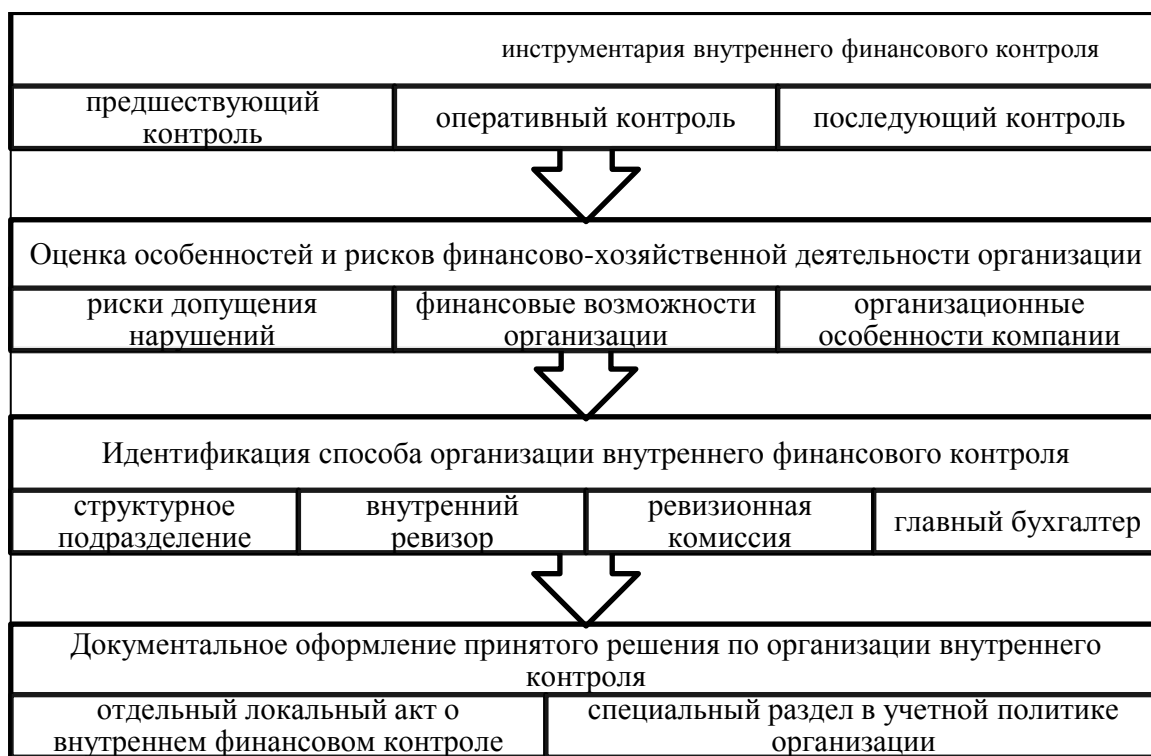 инструментария внутреннего финансового контроля
предшествующий
контроль
оперативный контроль
последующий контроль
Оценка особенностей и рисков финансово-хозяйственной деятельности организации
риски допущения
нарушений
финансовые возможности
организации
организационные
особенности компании
Идентификация способа организации внутреннего финансового контроля
структурное
подразделение
внутренний
ревизор
ревизионная
комиссия
главный бухгалтер
Документальное оформление принятого решения по организации внутреннего
контроля
отдельный локальный акт о
внутреннем финансовом контроле
специальный раздел в учетной политике
организации